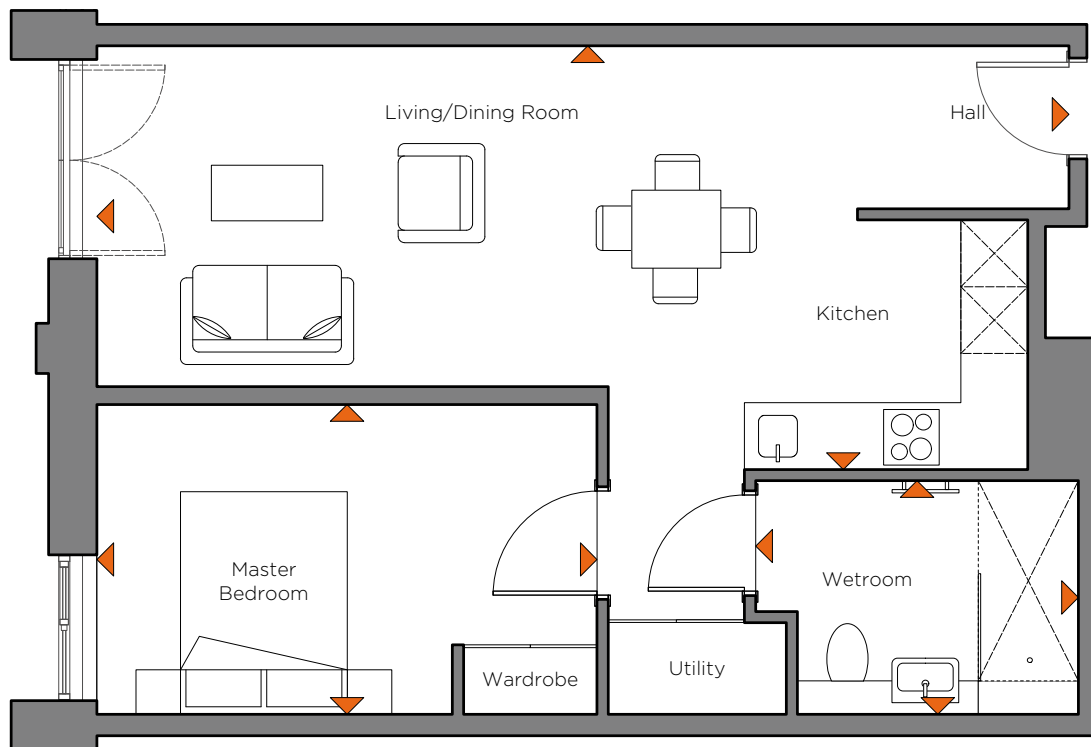 Living/Dining Room
Hall
Kitchen
Master
Bedroom
Wetroom
Wardrobe
Utility